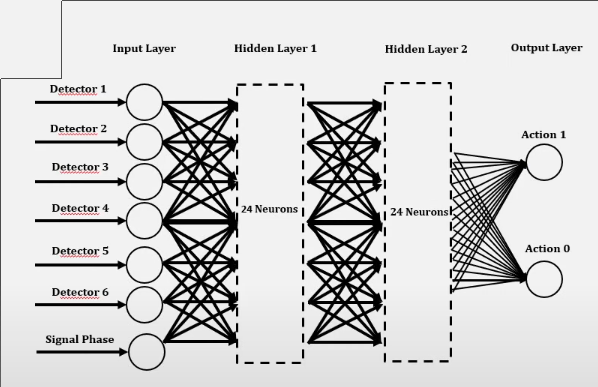 Input Layer
Hidden Layer 1
Hidden Layer 2
Output Layer
Detector 1
Detector 2
Detector 3
Detector 4
Detector 5
Detector 6
Signal Phase
24 Neurons
24 Neurons
Action 1
Action 0